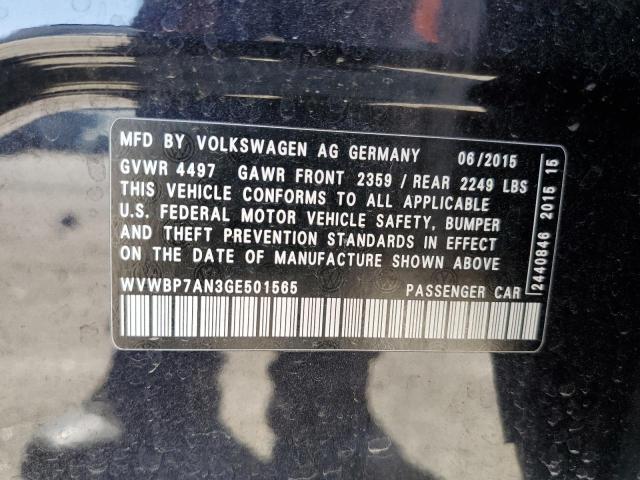 MFD BY VOLKSWAGEN AG GERMANY 06/2015
GVWR 4497 GAWR FRONT 2359 / REAR 2249 LBS
THIS VEHICLE CONFORMS TO ALL APPLICABLE
U.S. FEDERAL MOTOR VEHICLE SAFETY, BUMPER
AND THEFT PREVENTION STANDARDS IN EFFECT
ON THE DATE OF MANUFACTURE SHOWN ABOVE
WVWBP7AN3GE501565 PASSENGER CAR
2440846 2015 15